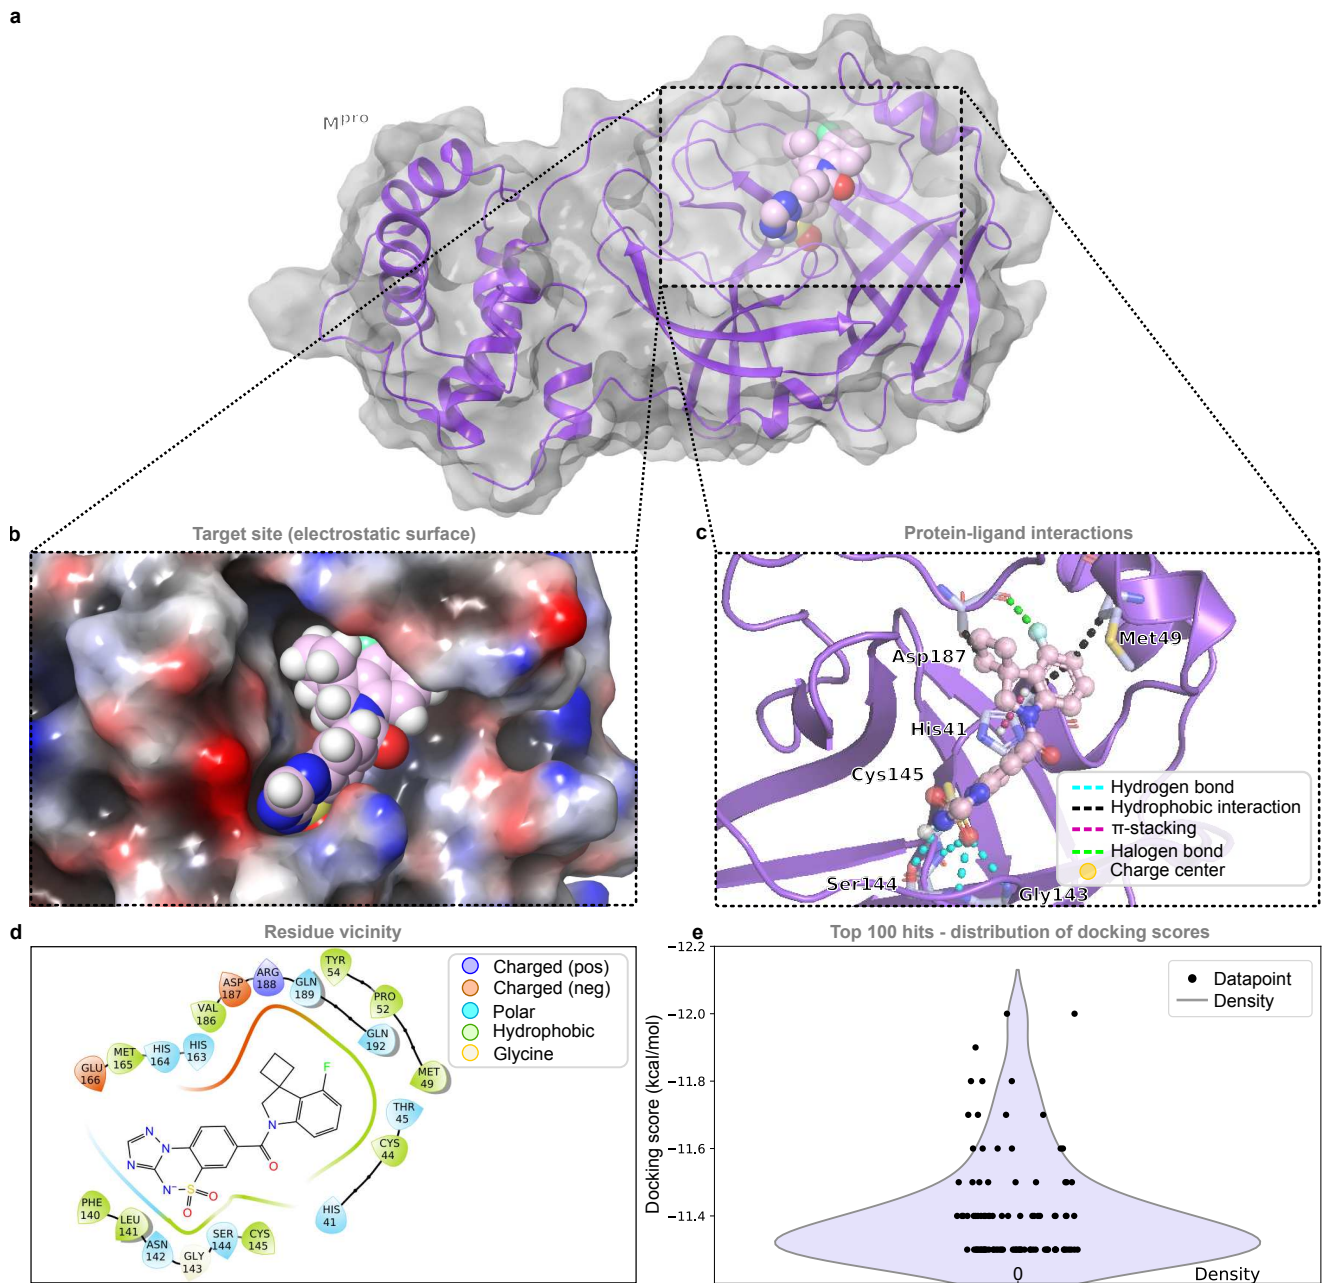 a
Mpro
b
Target site (electrostatic surface)
c
Protein-ligand interactions
Met49
Asp187
His41
Cys145
Ser144
Gly143
Hydrogen bond
Hydrophobic interaction
π-stacking
Halogen bond
Charge center
d
Residue vicinity
TYR
54
ASP
187
ARG
188
GLN
189
PRO
52
VAL
186
GLN
192
GLU
166
MET
165
HIS
164
HIS
163
MET
49
THR
45
CYS
44
HIS
41
PHE
140
LEU
141
ASN
142
GLY
143
SER
144
CYS
145
F
N
O
N
N
N
N⁻
S
O
O
Charged (pos)
Charged (neg)
Polar
Hydrophobic
Glycine
e
Top 100 hits - distribution of docking scores
Docking score (kcal/mol)
−12.2
−12.0
−11.8
−11.6
−11.4
Datapoint
Density
0
Density